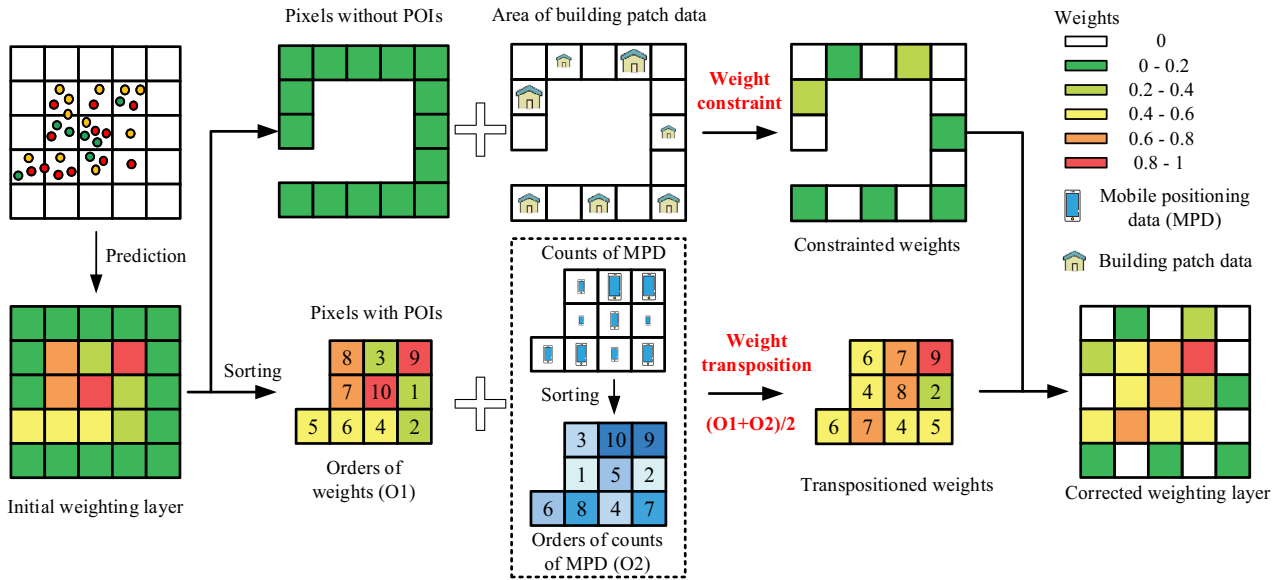 Pixels without POIs
Area of building patch data
Weights
0
0 - 0.2
0.2 - 0.4
0.4 - 0.6
0.6 - 0.8
0.8 - 1
Mobile positioning
data (MPD)
Building patch data
Weight
constraint
Constrainted weights
Prediction
Initial weighting layer
Sorting
Pixels with POIs
8 3 9
7 10 1
5 6 4 2
Orders of
weights (O1)
Counts of MPD
Sorting
3 10 9
1 5 2
6 8 4 7
Orders of counts
of MPD (O2)
Weight
transposition
(O1+O2)/2
6 7 9
4 8 2
6 7 4 5
Transpositioned weights
Corrected weighting layer